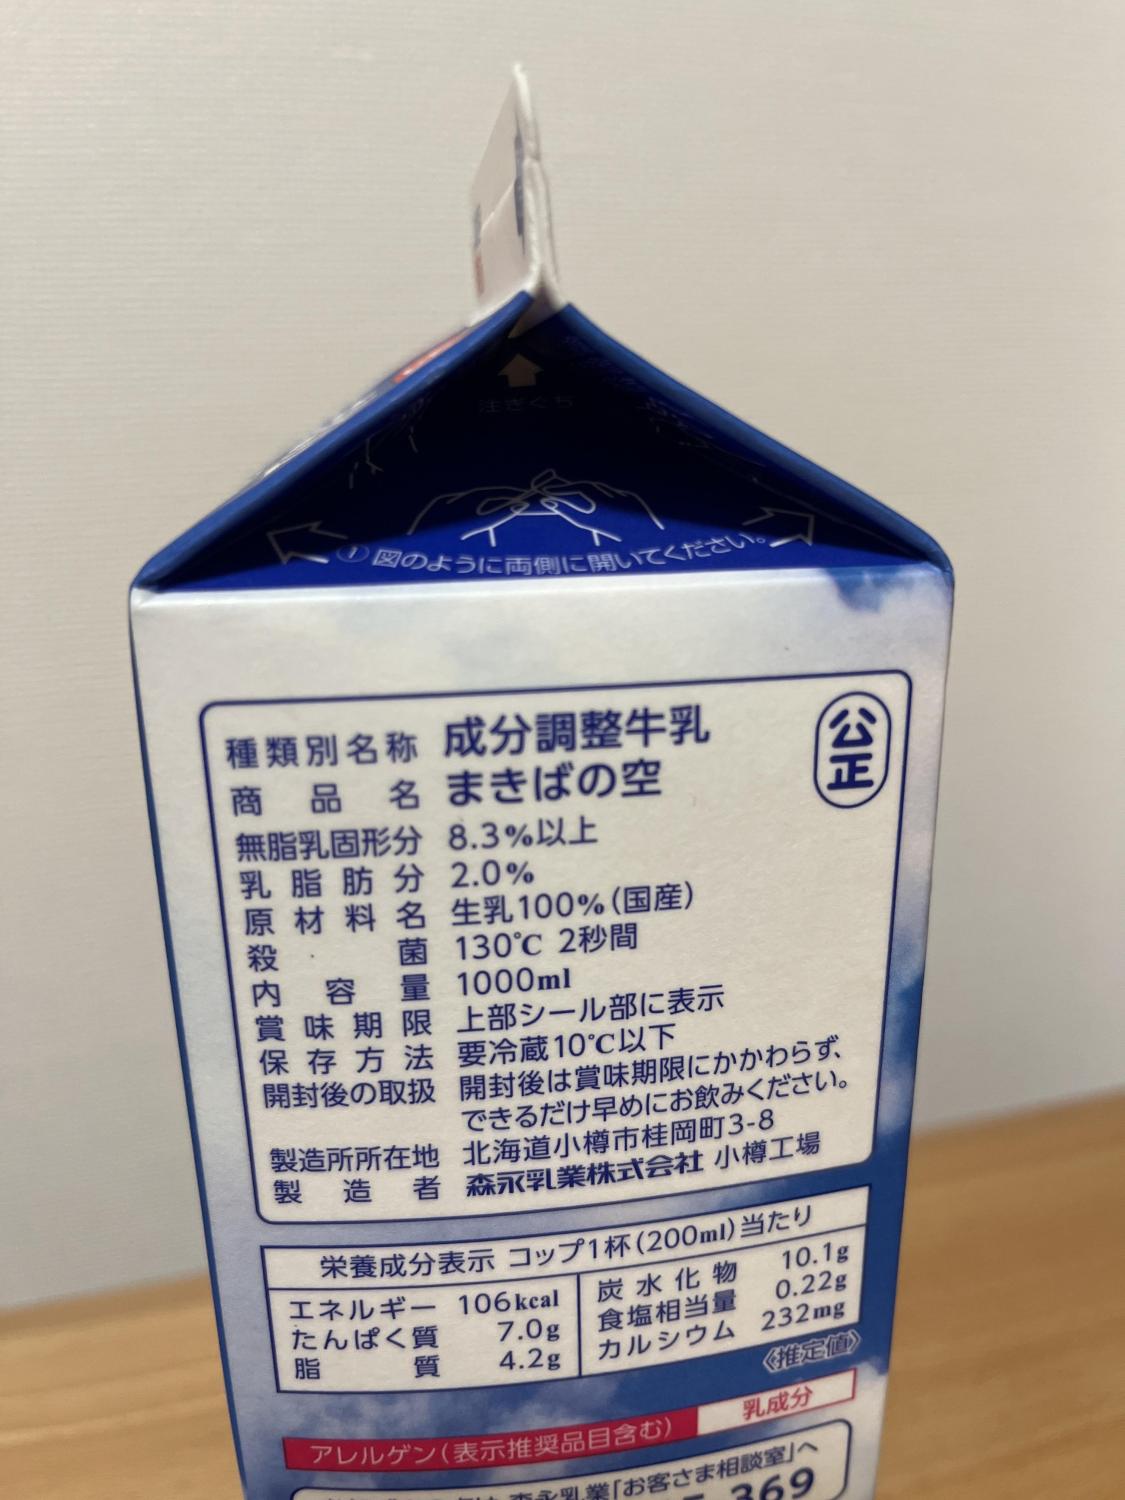 注ぎぐち
① 図のように両側に開いてください。
公正
種類別名称 成分調整牛乳
商品名 まきばの空
無脂乳固形分 8.3%以上
乳脂肪分 2.0%
原材料名 生乳100%(国産)
殺菌 130℃ 2秒間
内容量 1000ml
賞味期限 上部シール部に表示
保存方法 要冷蔵10℃以下
開封後の取扱 開封後は賞味期限にかかわらず、
できるだけ早めにお飲みください。
製造所所在地 北海道小樽市桂岡町3-8
製造者 森永乳業株式会社 小樽工場
栄養成分表示 コップ1杯(200ml)当たり
エネルギー 106kcal
たんぱく質 7.0g
脂質 4.2g
炭水化物 10.1g
食塩相当量 0.22g
カルシウム 232mg
《推定値》
アレルゲン(表示推奨品目含む) 乳成分
森永乳業「お客さま相談室」へ
369